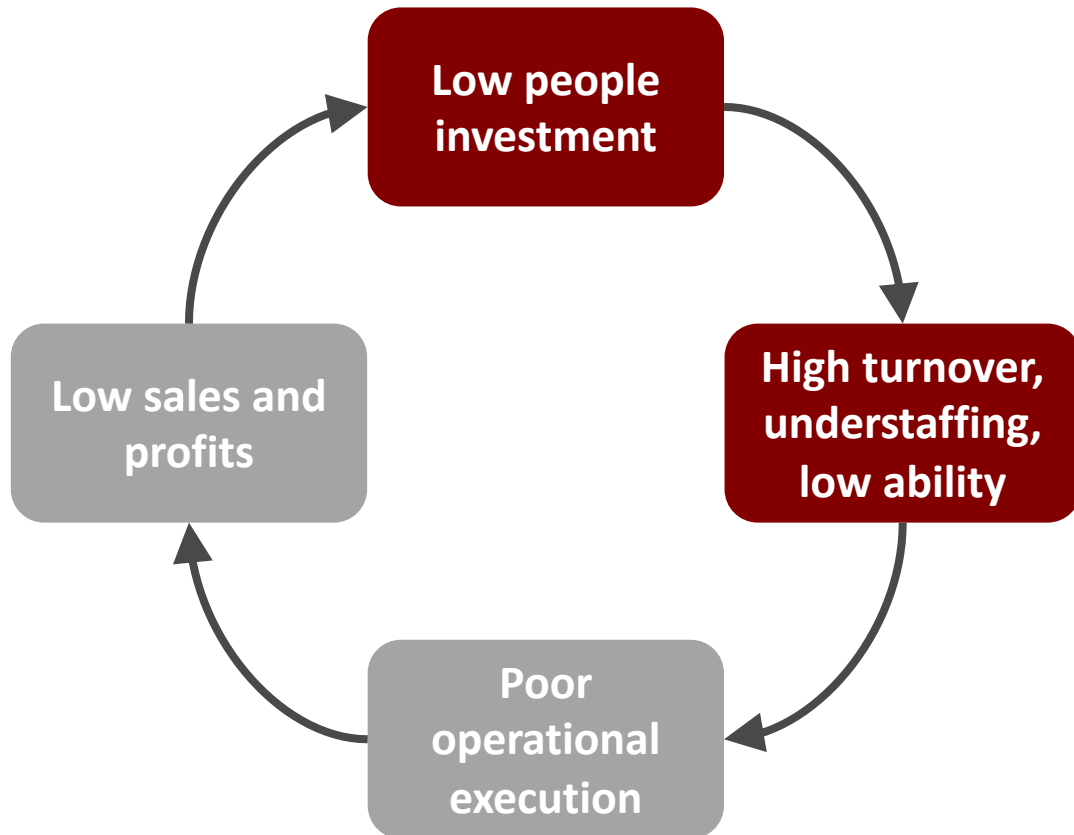 Low people
investment
High turnover,
understaffing,
low ability
Poor
operational
execution
Low sales and
profits